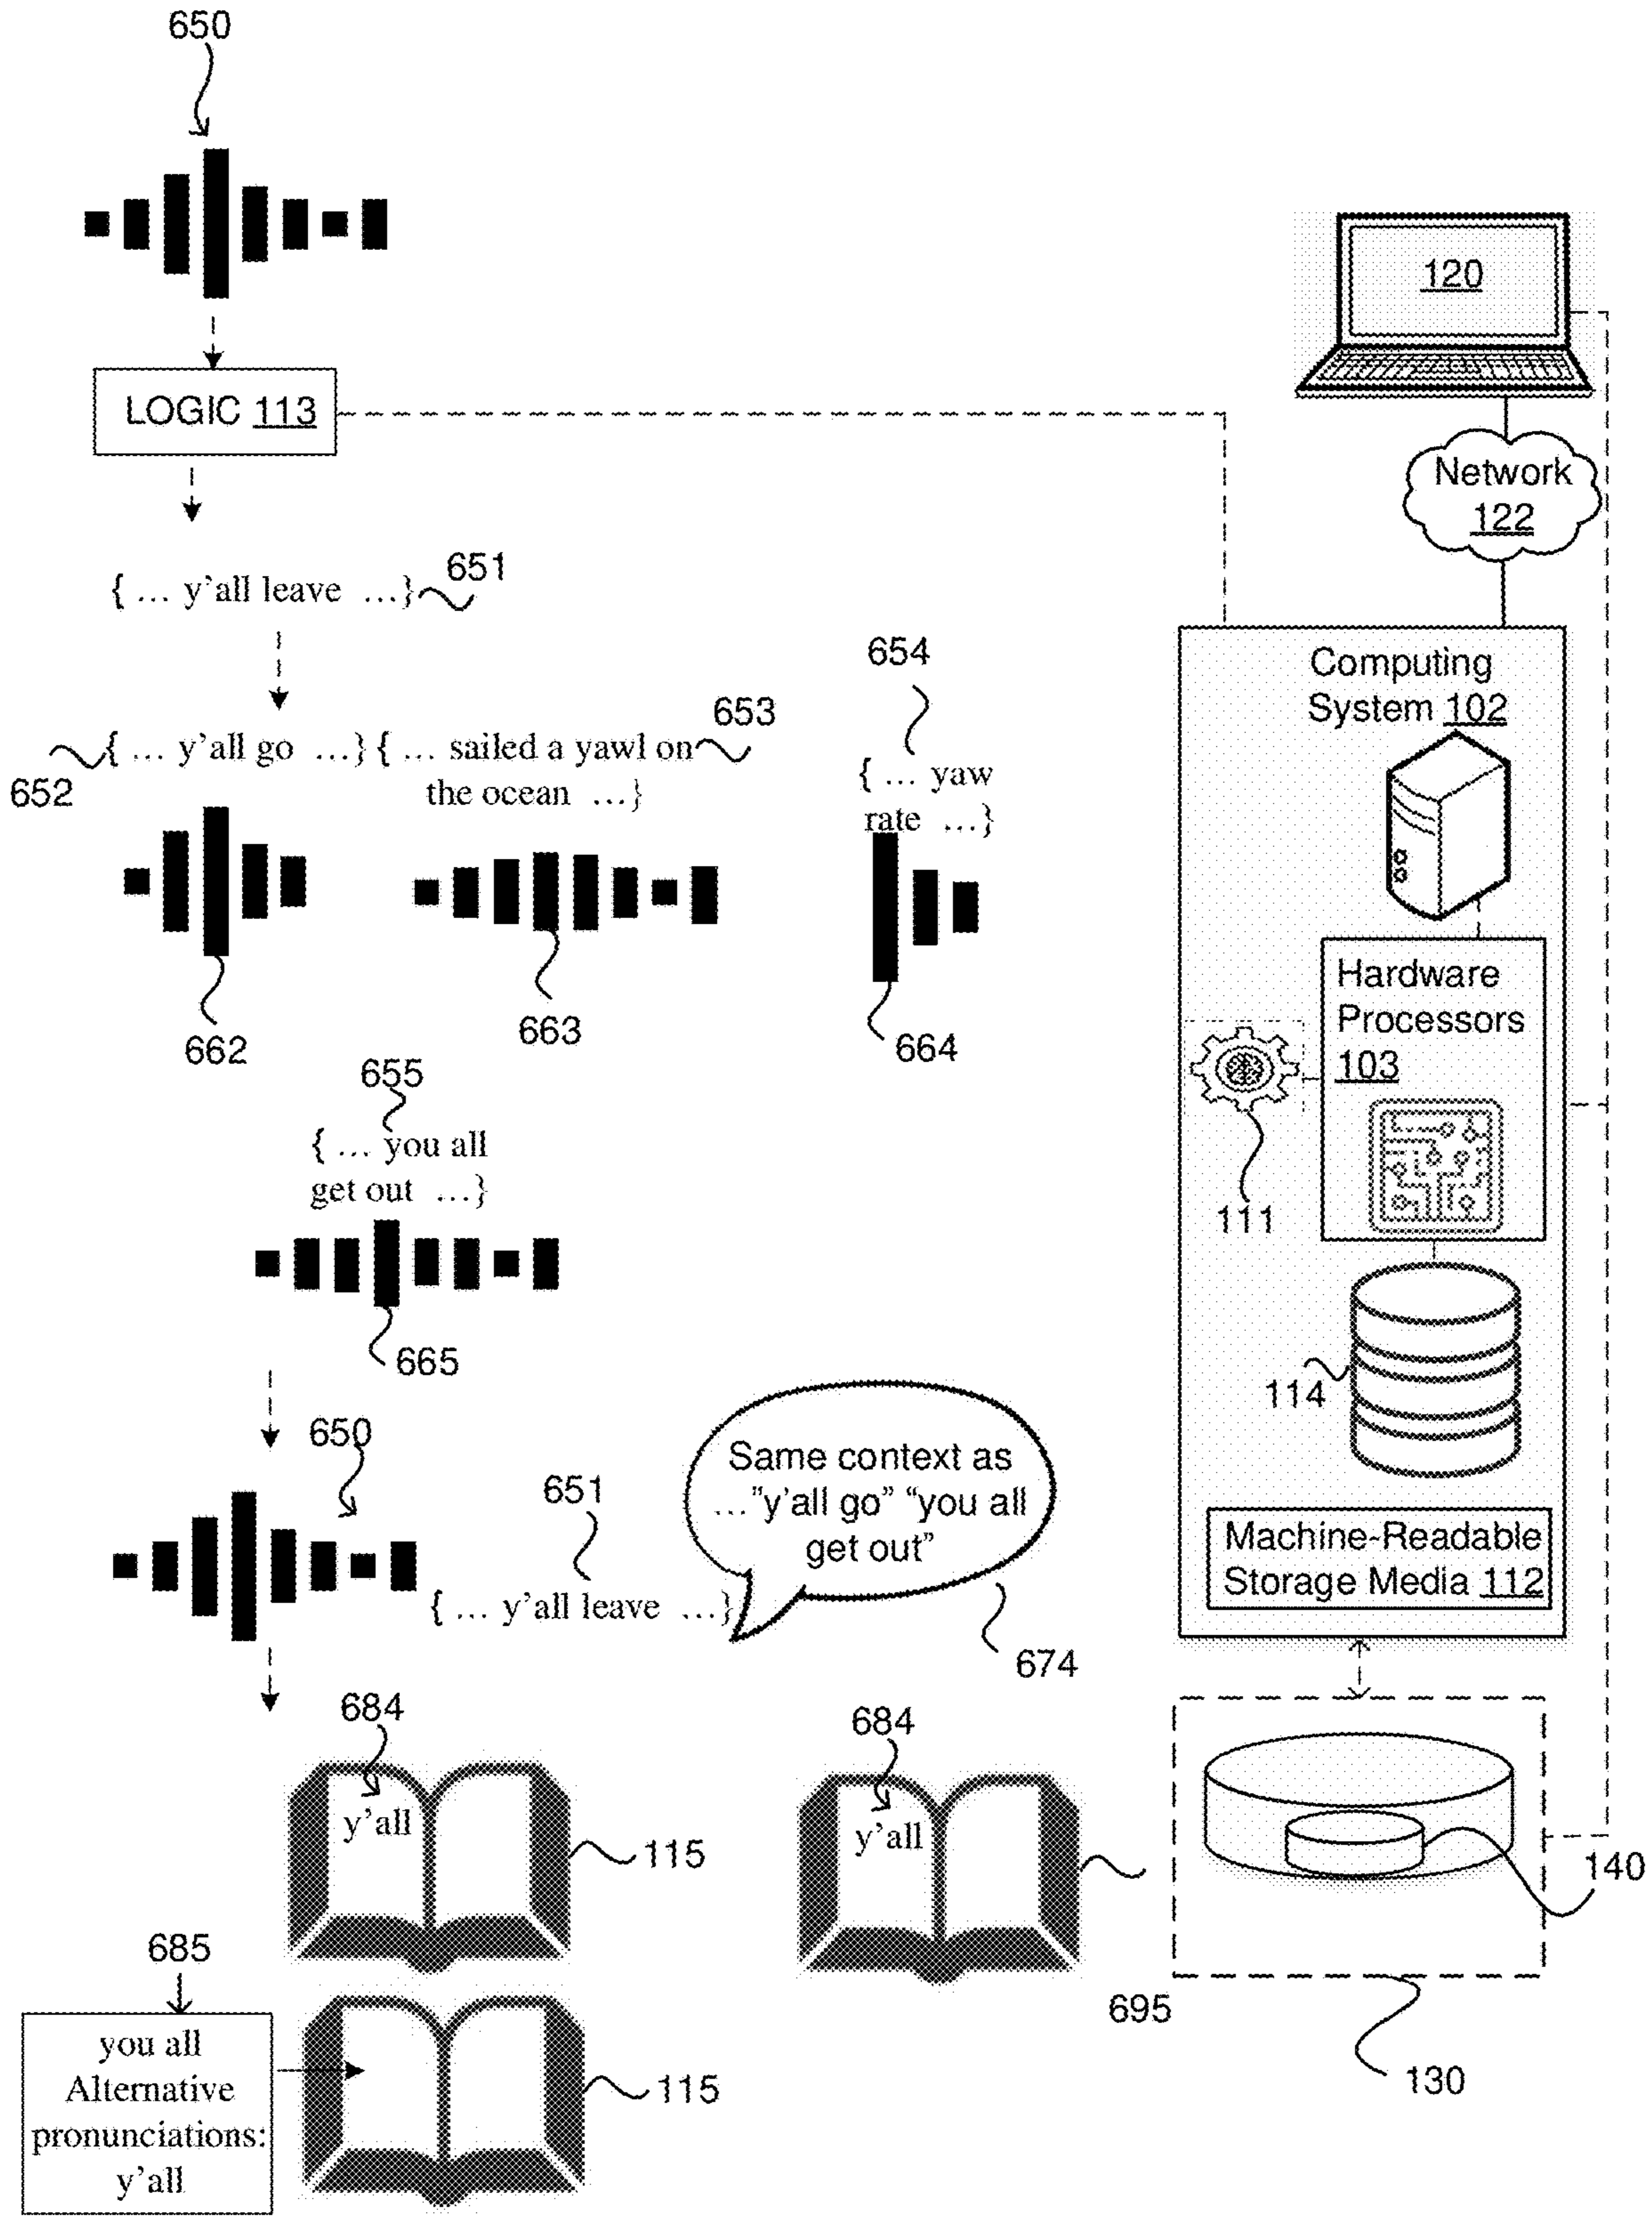 650
LOGIC 113
{ ... y’all leave ...}
651
652
{ ... y’all go ...}
{ ... sailed a yawl on
the ocean ...}
653
654
{ ... yaw
rate ...}
662
663
664
655
{ ... you all
get out ...}
665
650
651
{ ... y’all leave ...}
Same context as
...”y’all go” “you all
get out”
674
684
y’all
115
684
y’all
695
685
you all
Alternative
pronunciations:
y’all
115
120
Network
122
Computing
System 102
Hardware
Processors
103
111
114
Machine-Readable
Storage Media 112
140
130